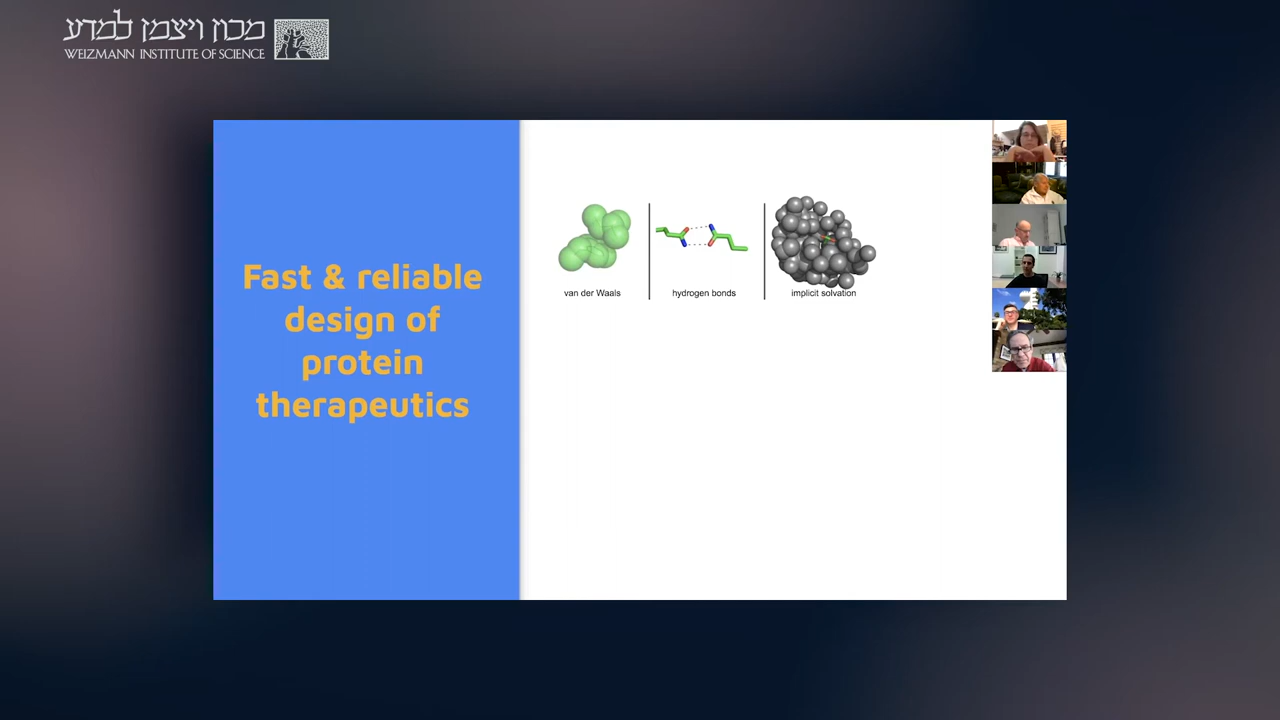 מכון ויצמן למדע
WEIZMANN INSTITUTE OF SCIENCE
Fast & reliable
design of
protein
therapeutics
van der Waals
hydrogen bonds
implicit solvation